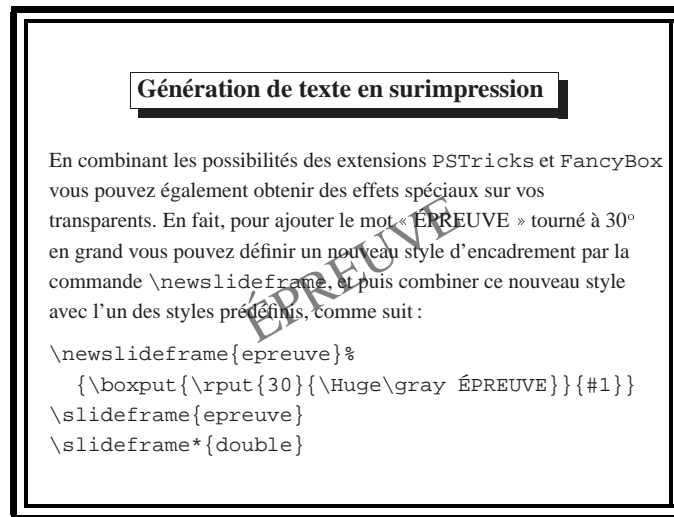 Génération de texte en surimpression
En combinant les possibilités des extensions PSTricks et FancyBox
vous pouvez également obtenir des effets spéciaux sur vos
transparents. En fait, pour ajouter le mot « ÉPREUVE » tourné à 30°
en grand vous pouvez définir un nouveau style d'encadrement par la
commande \newslideframe, et puis combiner ce nouveau style
avec l'un des styles prédéfinis, comme suit :
ÉPREUVE
\newslideframe{epreuve}%
{\boxput{\rput{30}{\Huge\gray ÉPREUVE}}{#1}}
\slideframe{epreuve}
\slideframe*{double}